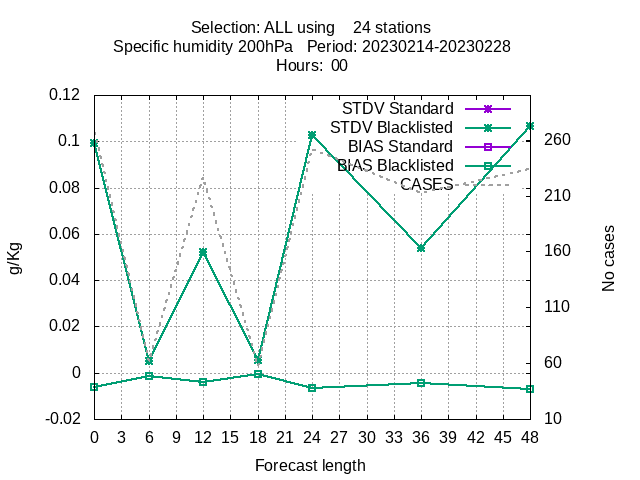 Selection: ALL using    24 stations
Specific humidity 200hPa   Period: 20230214-20230228
Hours:  00
0.12
0.1
0.08
0.06
0.04
0.02
0
-0.02
g/Kg
STDV Standard
STDV Blacklisted
BIAS Standard
BIAS Blacklisted
CASES
260
210
160
110
60
10
No cases
0 3 6 9 12 15 18 21 24 27 30 33 36 39 42 45 48
Forecast length